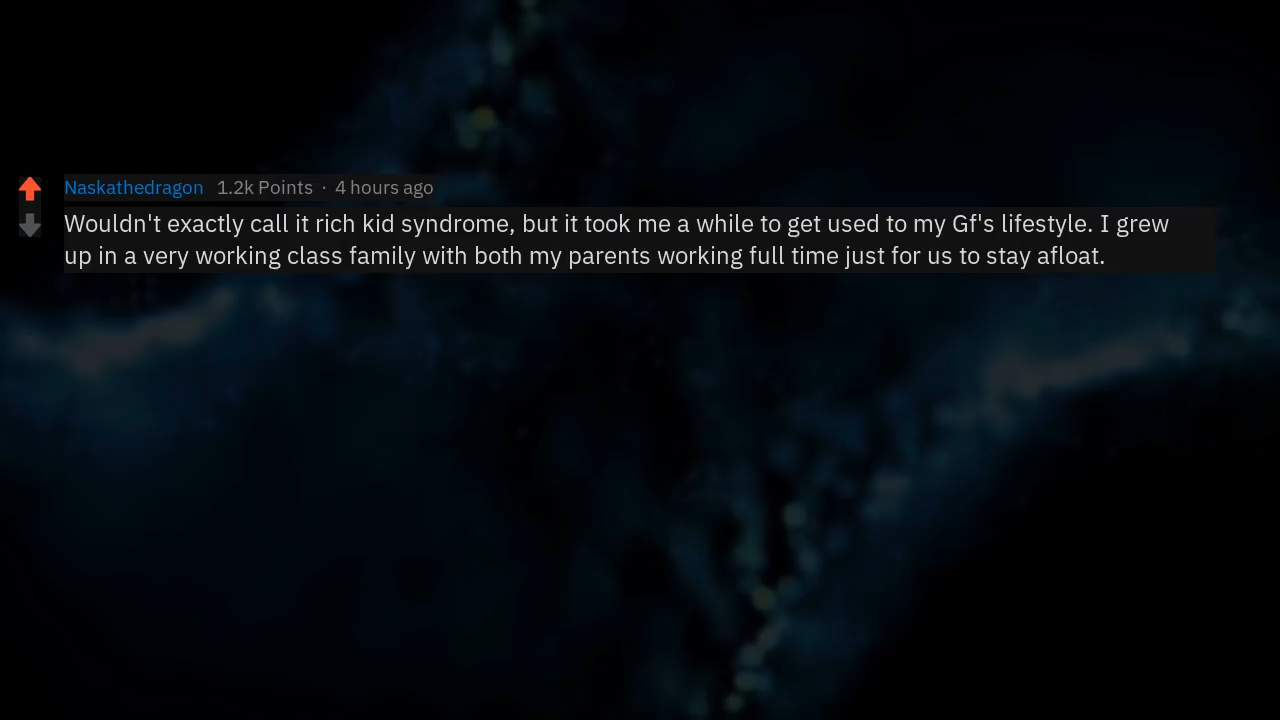 Naskathedragon 1.2k Points · 4 hours ago
Wouldn't exactly call it rich kid syndrome, but it took me a while to get used to my Gf's lifestyle. I grew
up in a very working class family with both my parents working full time just for us to stay afloat.